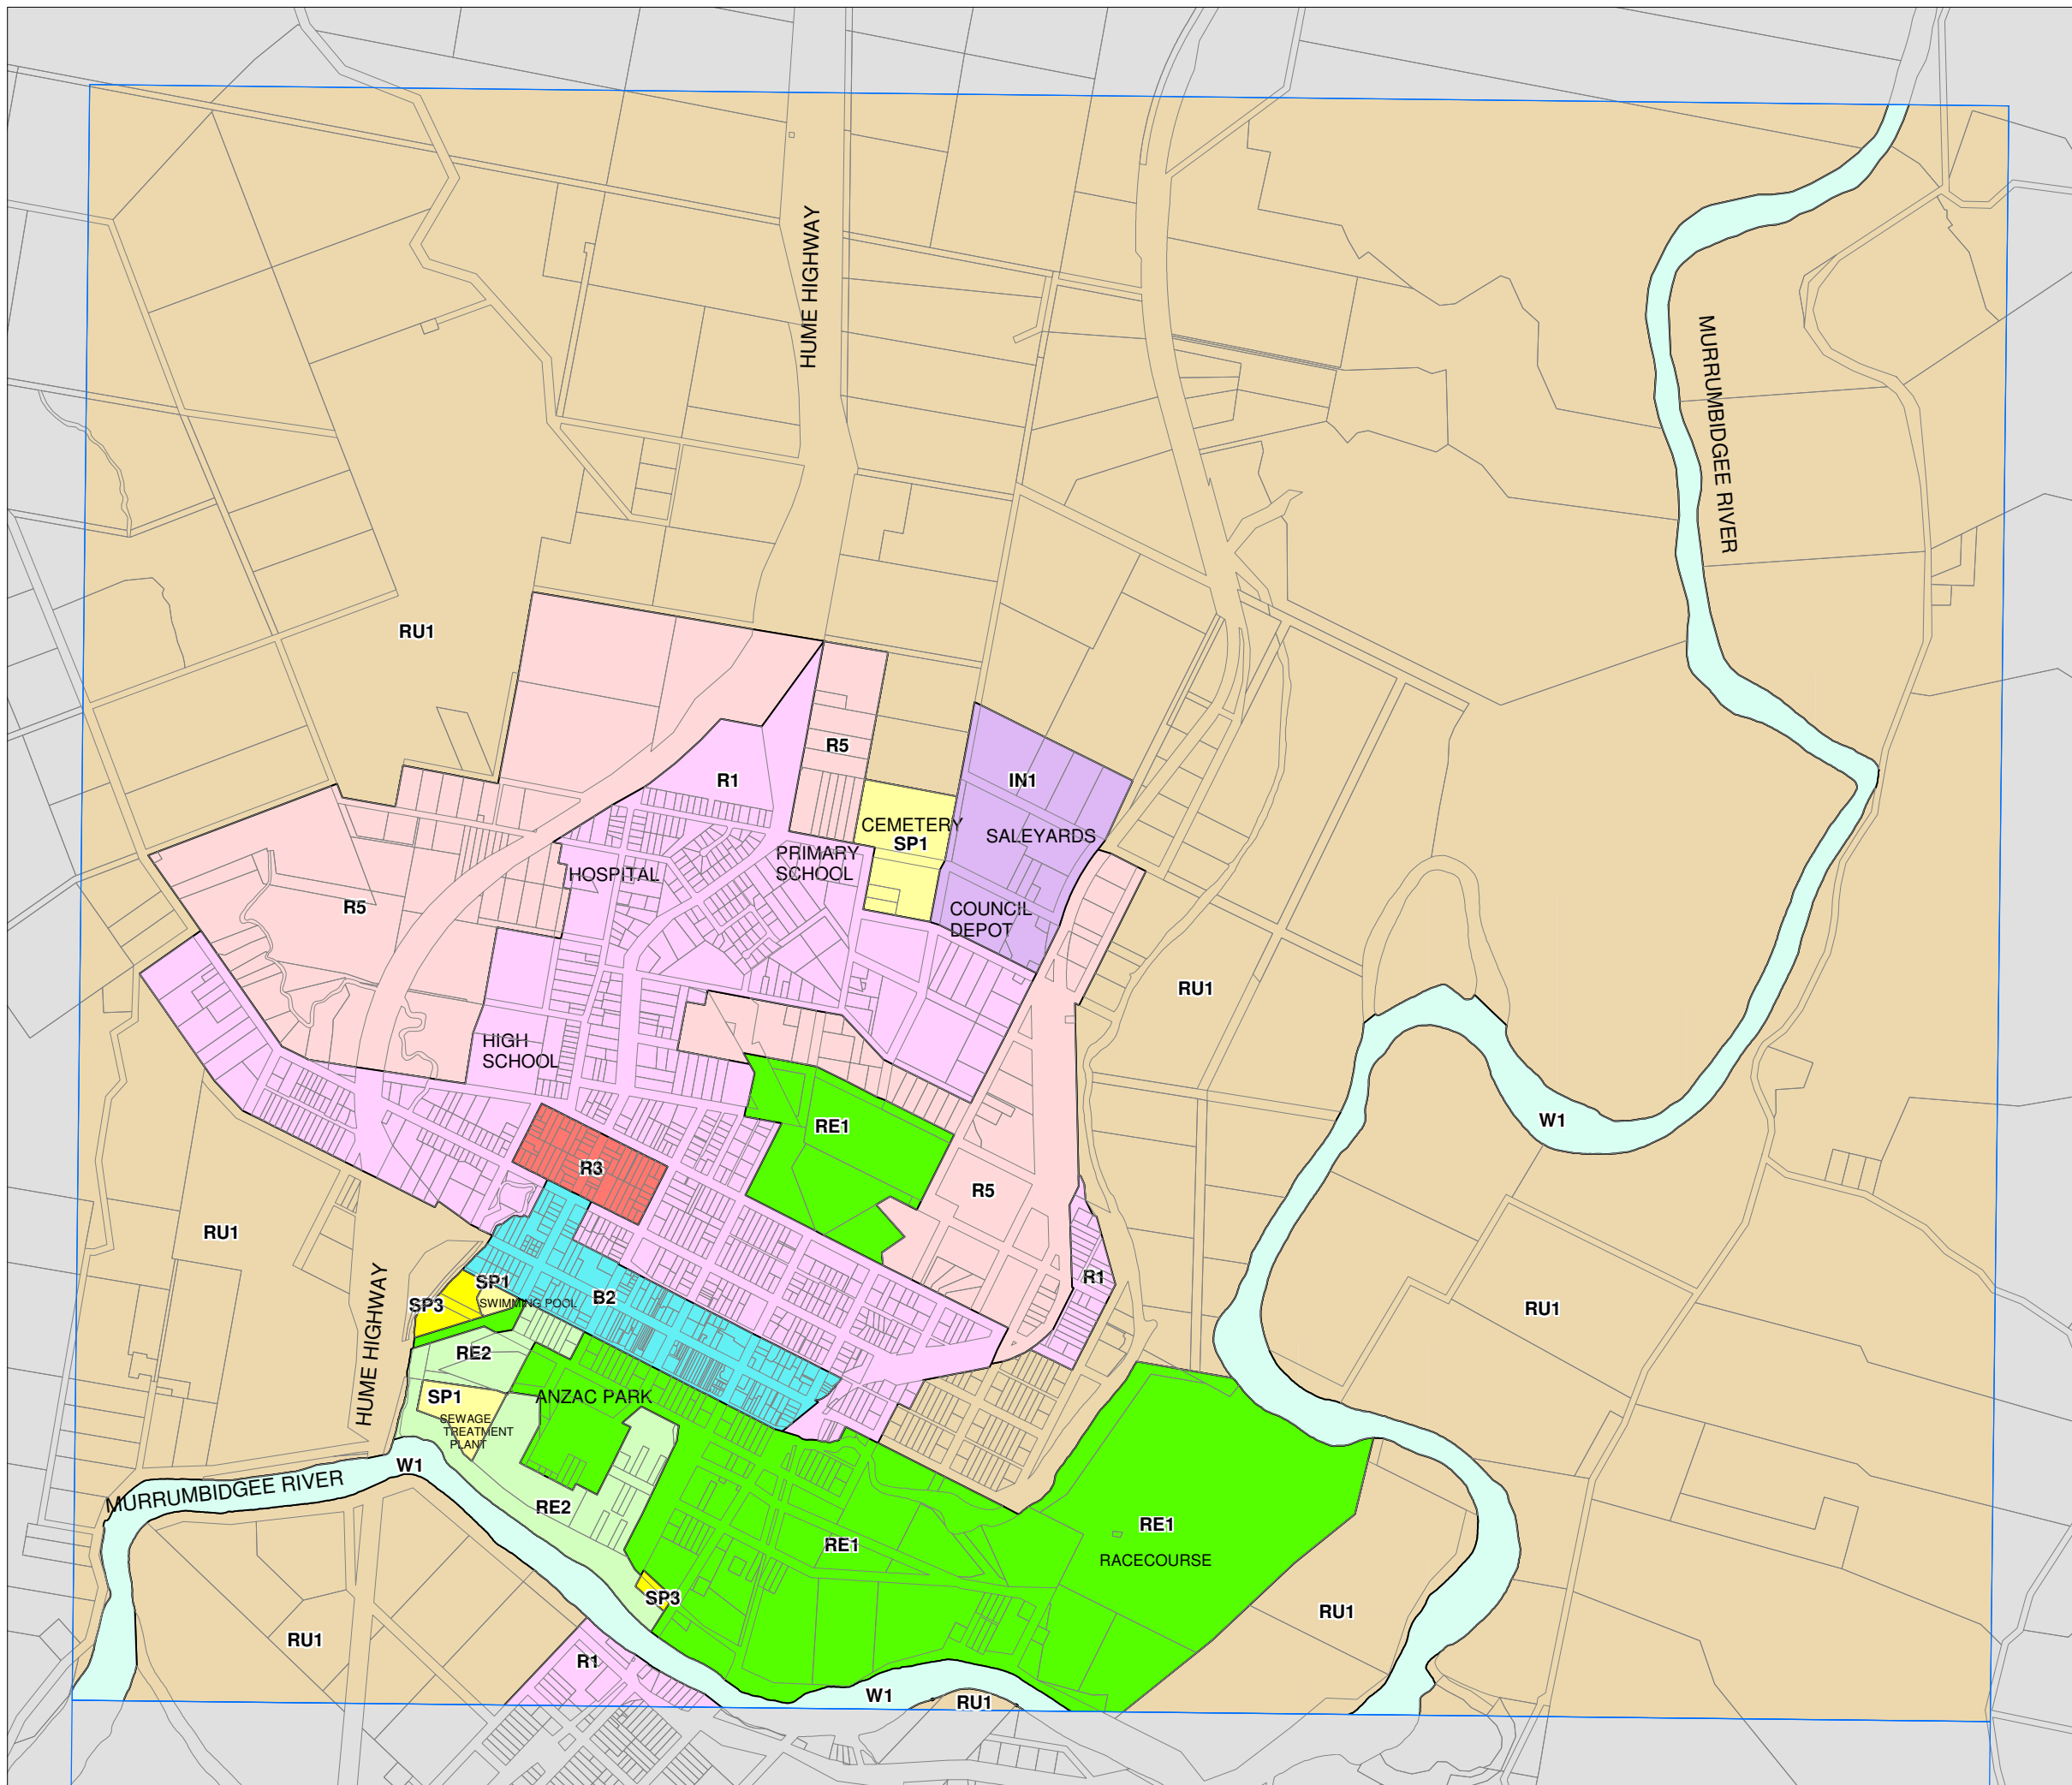 HUME HIGHWAY
MURRUMBIDGEE RIVER
RU1
R5
R1
IN1
CEMETERY
SP1
SALEYARDS
PRIMARY
SCHOOL
HOSPITAL
R5
COUNCIL
DEPOT
RU1
HIGH
SCHOOL
RE1
W1
R3
R5
RU1
SP1
R1
SP3
SWIMMING POOL
B2
RU1
HUME HIGHWAY
RE2
SP1
ANZAC PARK
SEWAGE
TREATMENT
PLANT
W1
MURRUMBIDGEE RIVER
RE2
RE1
RE1
RACECOURSE
SP3
RU1
RU1
R1
W1
RU1